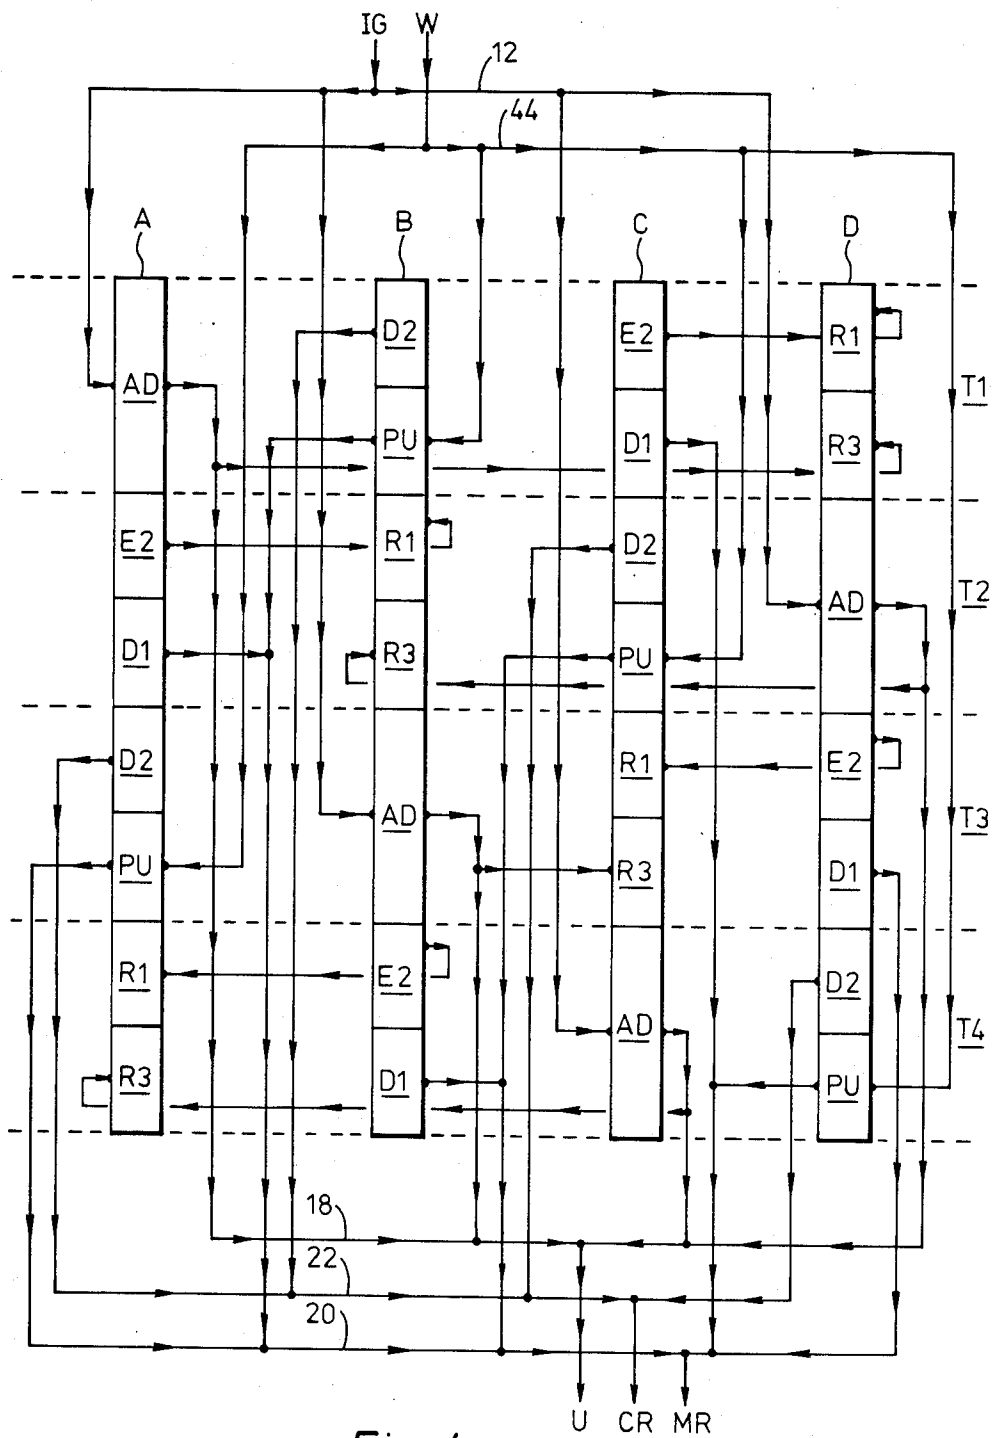 IG W
12
44
A B C D
D2 E2 R1
AD T1
PU D1 R3
E2 R1 D2
AD T2
D1 R3 PU
D2 R1 E2
AD T3
PU R3 D1
R1 E2 D2
AD T4
R3 D1 PU
18
22
20
U CR MR